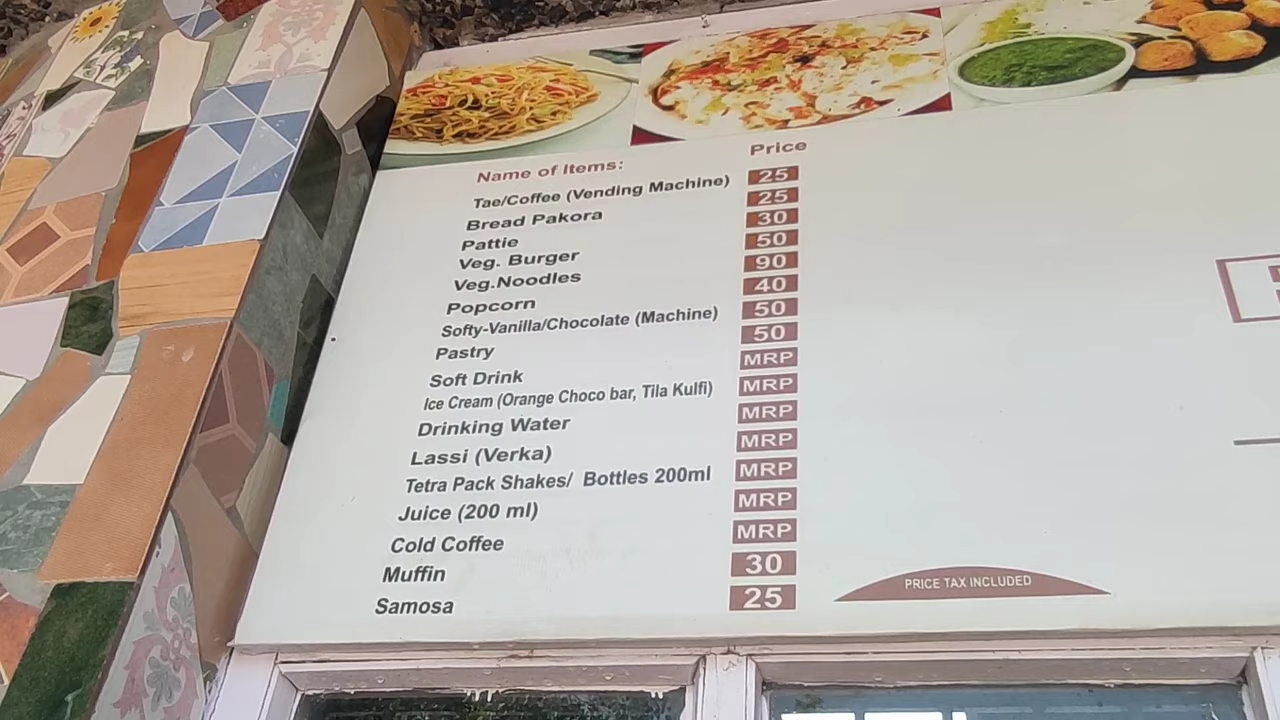 Name of Items: Price
Tae/Coffee (Vending Machine) 25
Bread Pakora 25
Pattie 30
Veg. Burger 50
Veg.Noodles 90
Popcorn 40
Softy-Vanilla/Chocolate (Machine) 50
Pastry 50
Soft Drink MRP
Ice Cream (Orange Choco bar, Tila Kulfi) MRP
Drinking Water MRP
Lassi (Verka) MRP
Tetra Pack Shakes/ Bottles 200ml MRP
Juice (200 ml) MRP
Cold Coffee MRP
Muffin 30
Samosa 25
PRICE TAX INCLUDED